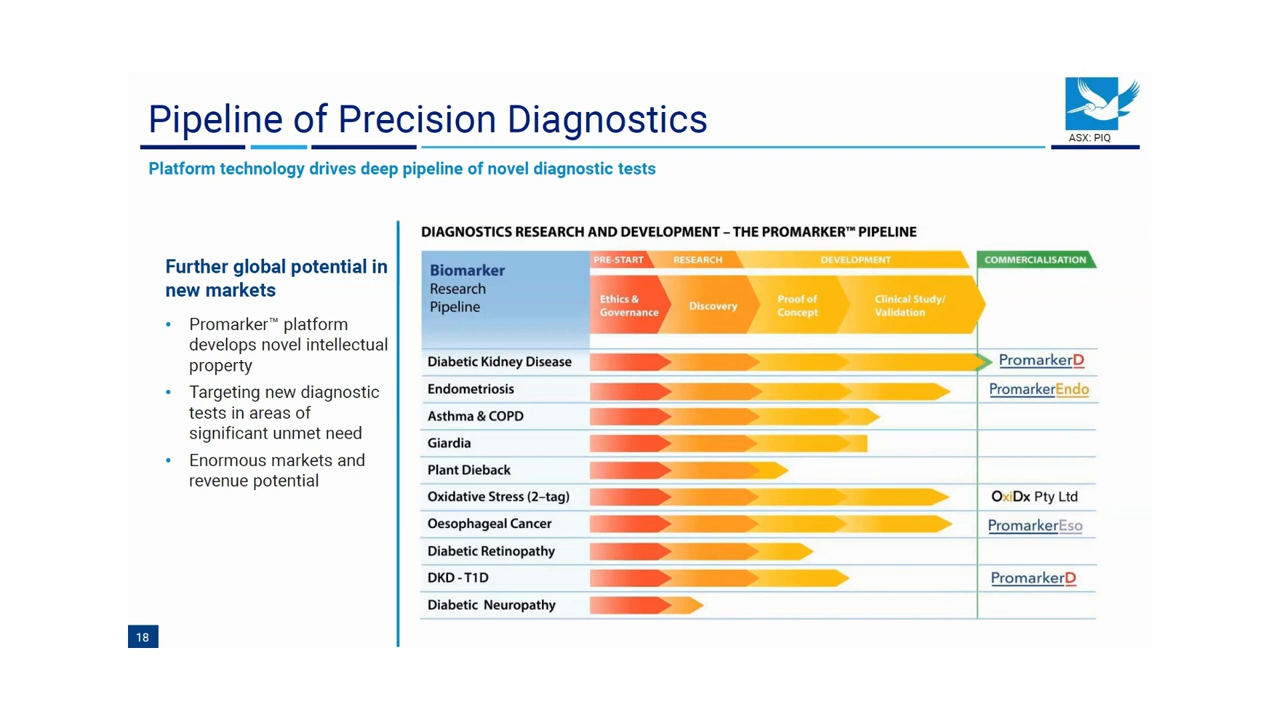 Pipeline of Precision Diagnostics
ASX: PIQ
Platform technology drives deep pipeline of novel diagnostic tests
Further global potential in
new markets
• Promarker™ platform
develops novel intellectual
property
• Targeting new diagnostic
tests in areas of
significant unmet need
• Enormous markets and
revenue potential
DIAGNOSTICS RESEARCH AND DEVELOPMENT – THE PROMARKER™ PIPELINE
Biomarker
Research
Pipeline
PRE-START
RESEARCH
DEVELOPMENT
COMMERCIALISATION
Ethics &
Governance
Discovery
Proof of
Concept
Clinical Study/
Validation
Diabetic Kidney Disease
PromarkerD
Endometriosis
PromarkerEndo
Asthma & COPD
Giardia
Plant Dieback
Oxidative Stress (2–tag)
OxiDx Pty Ltd
Oesophageal Cancer
PromarkerEso
Diabetic Retinopathy
DKD - T1D
PromarkerD
Diabetic Neuropathy
18